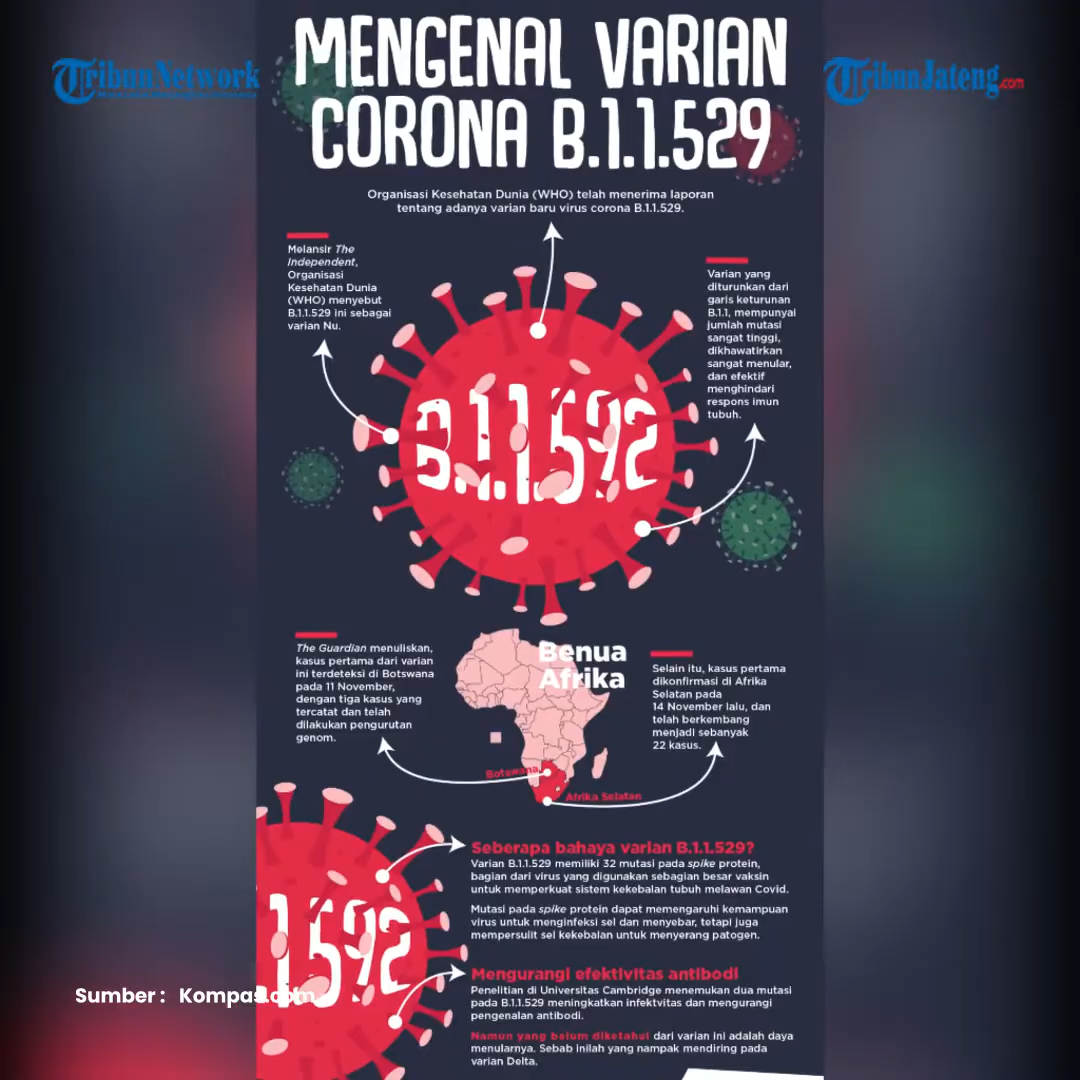 MENGENAL VARIAN
CORONA B.1.1.529
TribunNetwork
TribunJateng.com
Organisasi Kesehatan Dunia (WHO) telah menerima laporan
tentang adanya varian baru virus corona B.1.1.529.
Melansir The
Independent,
Organisasi
Kesehatan Dunia
(WHO) menyebut
B.1.1.529 ini sebagai
varian Nu.
Varian yang
diturunkan dari
garis keturunan
B.1.1, mempunyai
jumlah mutasi
sangat tinggi,
dikhawatirkan
sangat menular,
dan efektif
menghindari
respons imun
tubuh.
B.1.1.592
The Guardian menuliskan,
kasus pertama dari varian
ini terdeteksi di Botswana
pada 11 November,
dengan tiga kasus yang
tercatat dan telah
dilakukan pengurutan
genom.
Benua
Afrika
Selain itu, kasus pertama
dikonfirmasi di Afrika
Selatan pada
14 November lalu, dan
telah berkembang
menjadi sebanyak
22 kasus.
Botswana
Afrika Selatan
Seberapa bahaya varian B.1.1.529?
Varian B.1.1.529 memiliki 32 mutasi pada spike protein,
bagian dari virus yang digunakan sebagian besar vaksin
untuk memperkuat sistem kekebalan tubuh melawan Covid.
Mutasi pada spike protein dapat memengaruhi kemampuan
virus untuk menginfeksi sel dan menyebar, tetapi juga
mempersulit sel kekebalan untuk menyerang patogen.
1.592
Mengurangi efektivitas antibodi
Penelitian di Universitas Cambridge menemukan dua mutasi
pada B.1.1.529 meningkatkan infektvitas dan mengurangi
pengenalan antibodi.
Namun yang belum diketahui dari varian ini adalah daya
menularnya. Sebab inilah yang nampak mendiring pada
varian Delta.
Sumber : Kompas.com